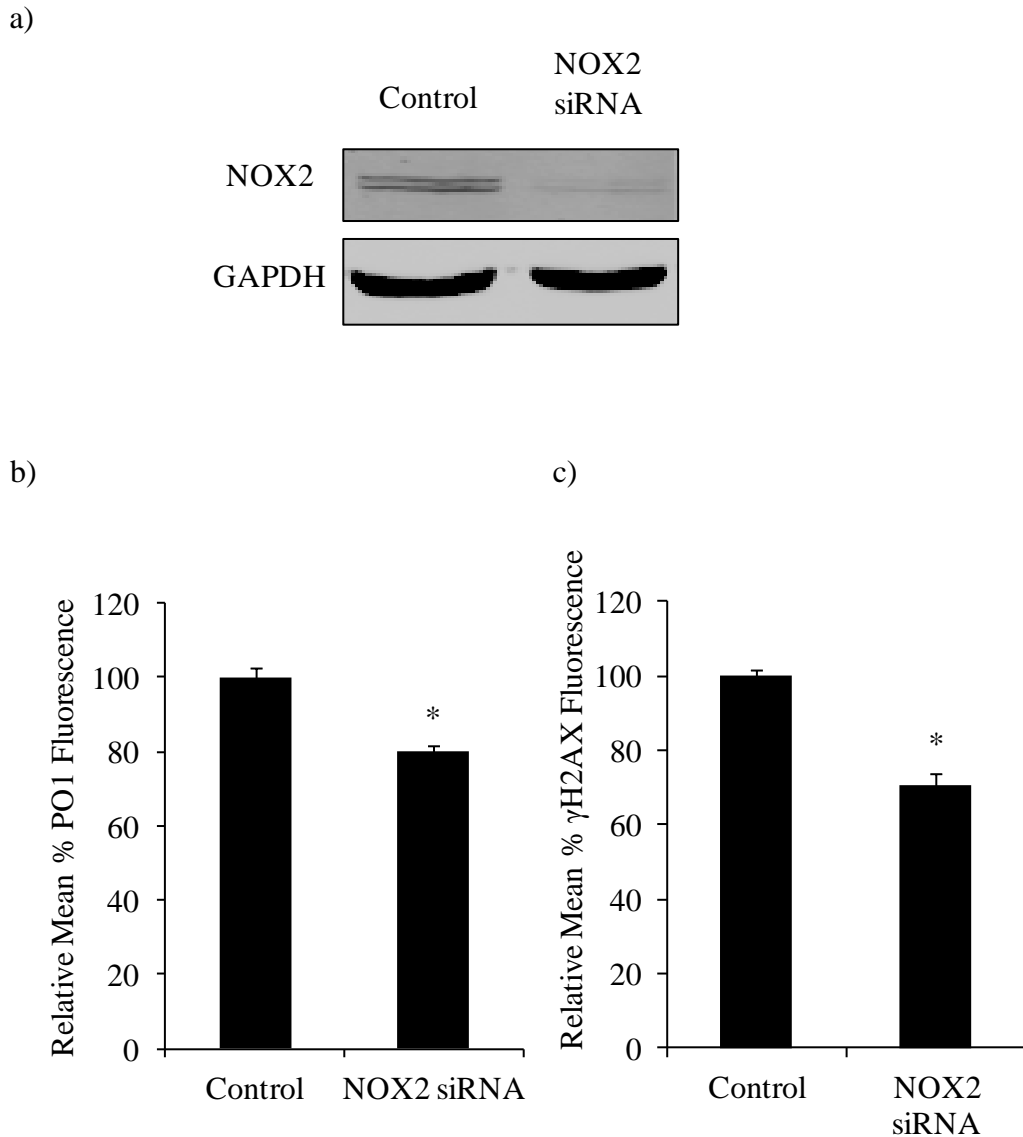 a)
Control
NOX2
siRNA
NOX2
GAPDH
b)
Relative Mean % PO1 Fluorescence
120
100
80
60
40
20
0
*
Control
NOX2 siRNA
c)
Relative Mean % γH2AX Fluorescence
120
100
80
60
40
20
0
*
Control
NOX2
siRNA